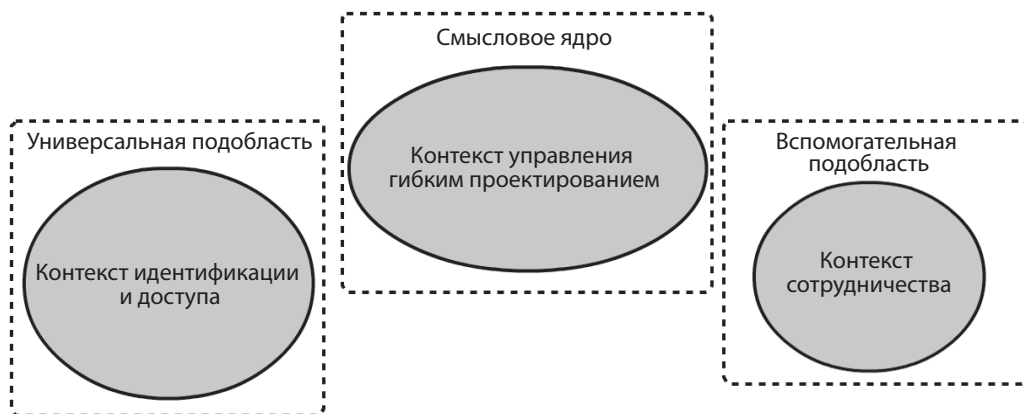 Смысловое ядро
Контекст управления
гибким проектированием
Универсальная подобласть
Контекст идентификации
и доступа
Вспомогательная
подобласть
Контекст
сотрудничества